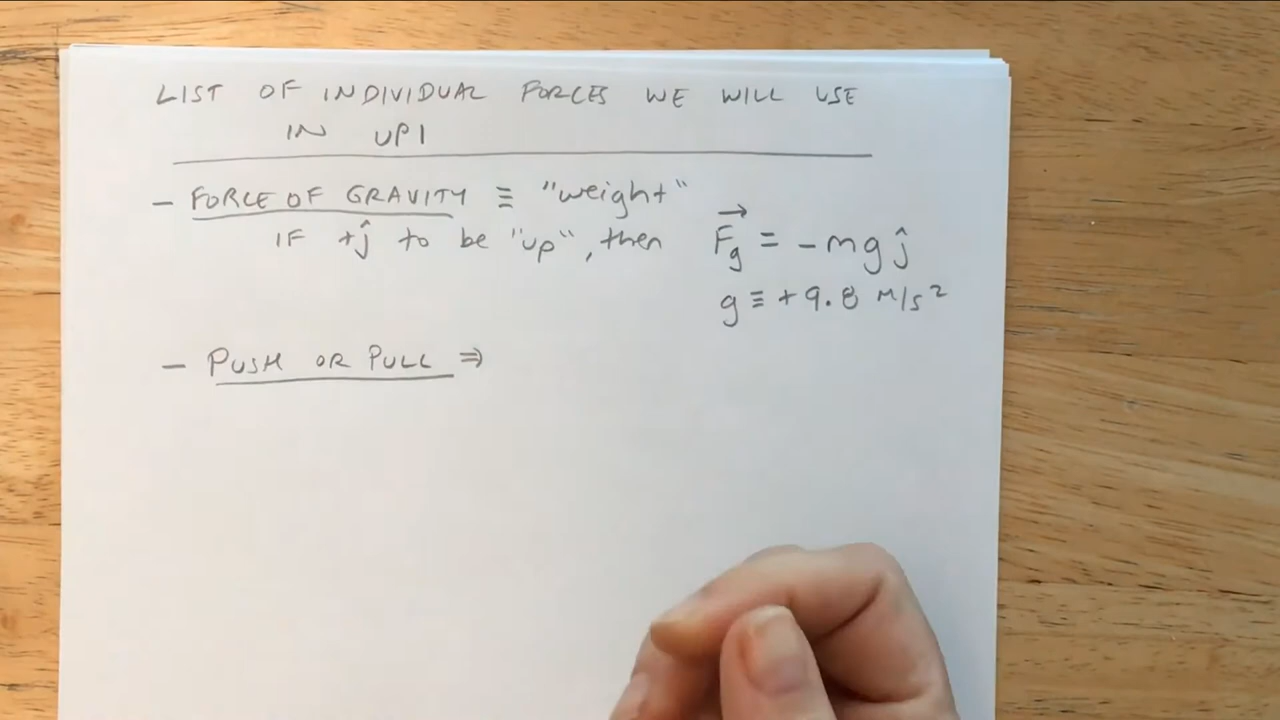 LIST OF INDIVIDUAL FORCES WE WILL USE
IN UP1
- FORCE OF GRAVITY ≡ "weight"
IF +ĵ to be "up", then F⃗g = -mgĵ
g ≡ +9.8 M/s²
- PUSH OR PULL ⇒